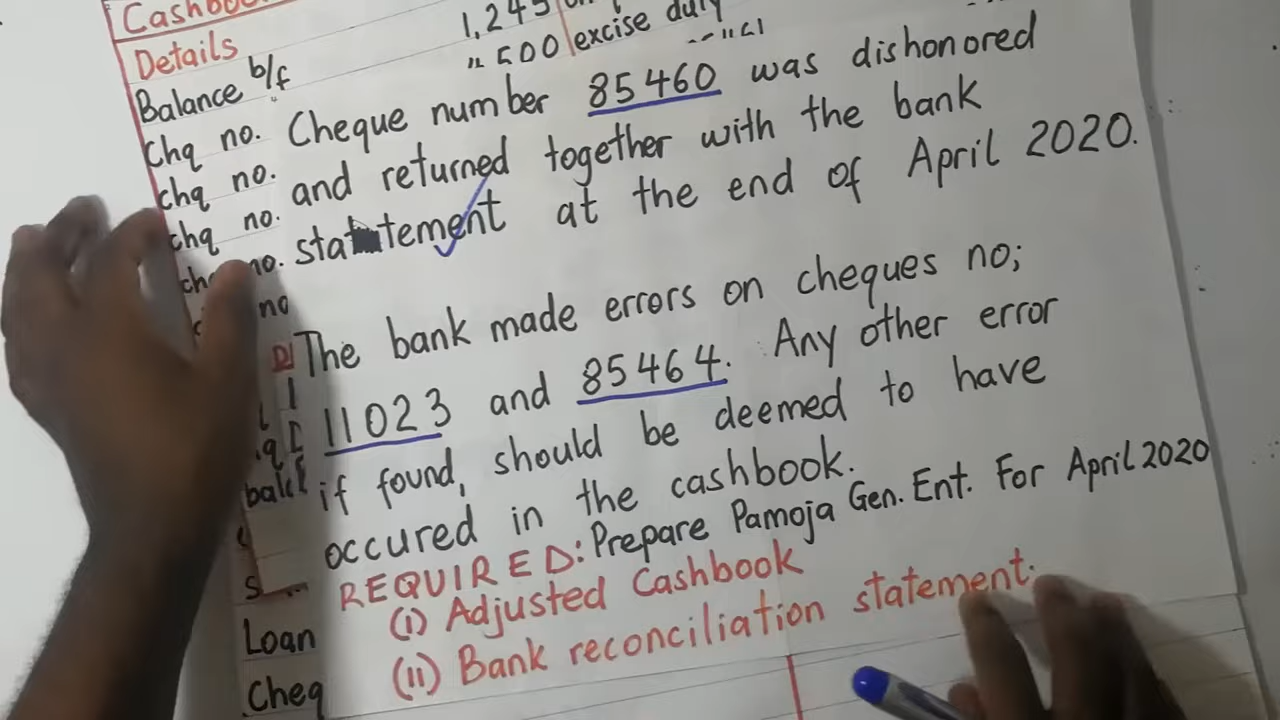 Details
1,245
500 excise duty
Balance b/f
chq no.
chq no.
chq no.
no.
no
Cheque number 85460 was dishonored
and returned together with the bank
statement at the end of April 2020.
The bank made errors on cheques no;
11023 and 85464. Any other error
if found, should be deemed to have
occured in the cashbook.
REQUIRED: Prepare Pamoja Gen. Ent. For April 2020
(i) Adjusted Cashbook
(ii) Bank reconciliation statement.
Loan
Cheq